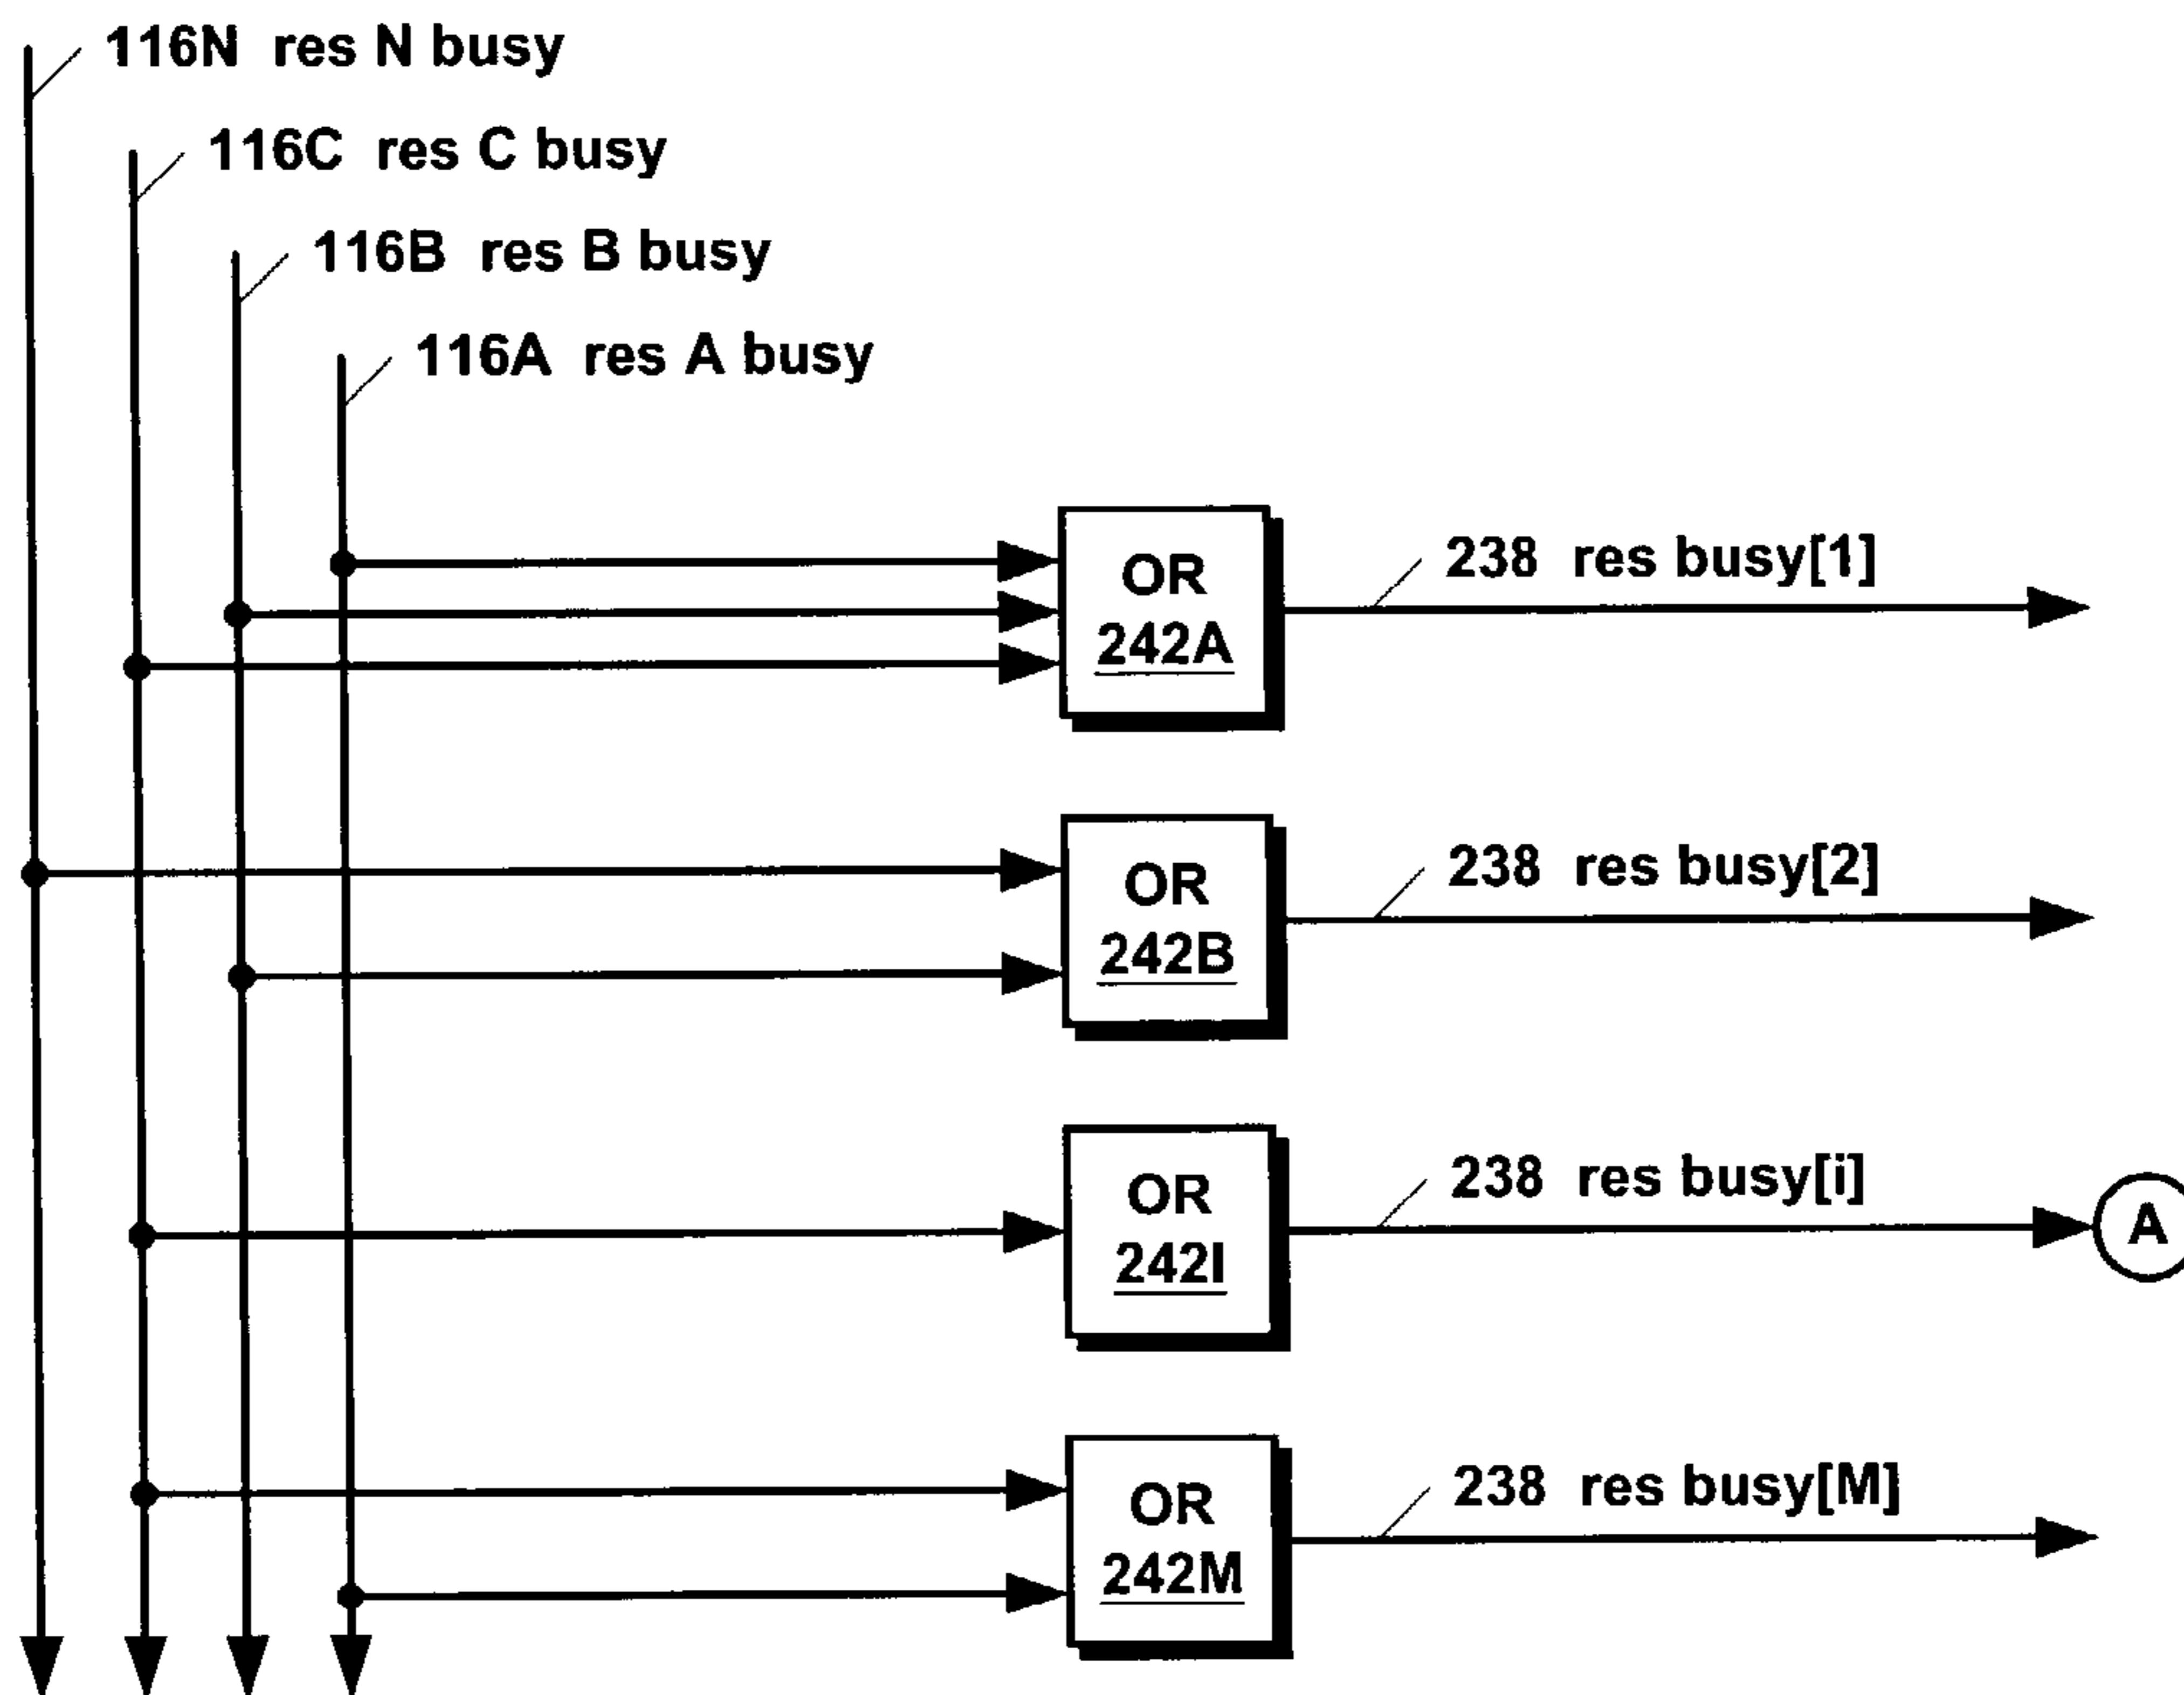 116N res N busy
116C res C busy
116B res B busy
116A res A busy
OR
242A
238 res busy[1]
OR
242B
238 res busy[2]
OR
242I
238 res busy[i]
A
OR
242M
238 res busy[M]